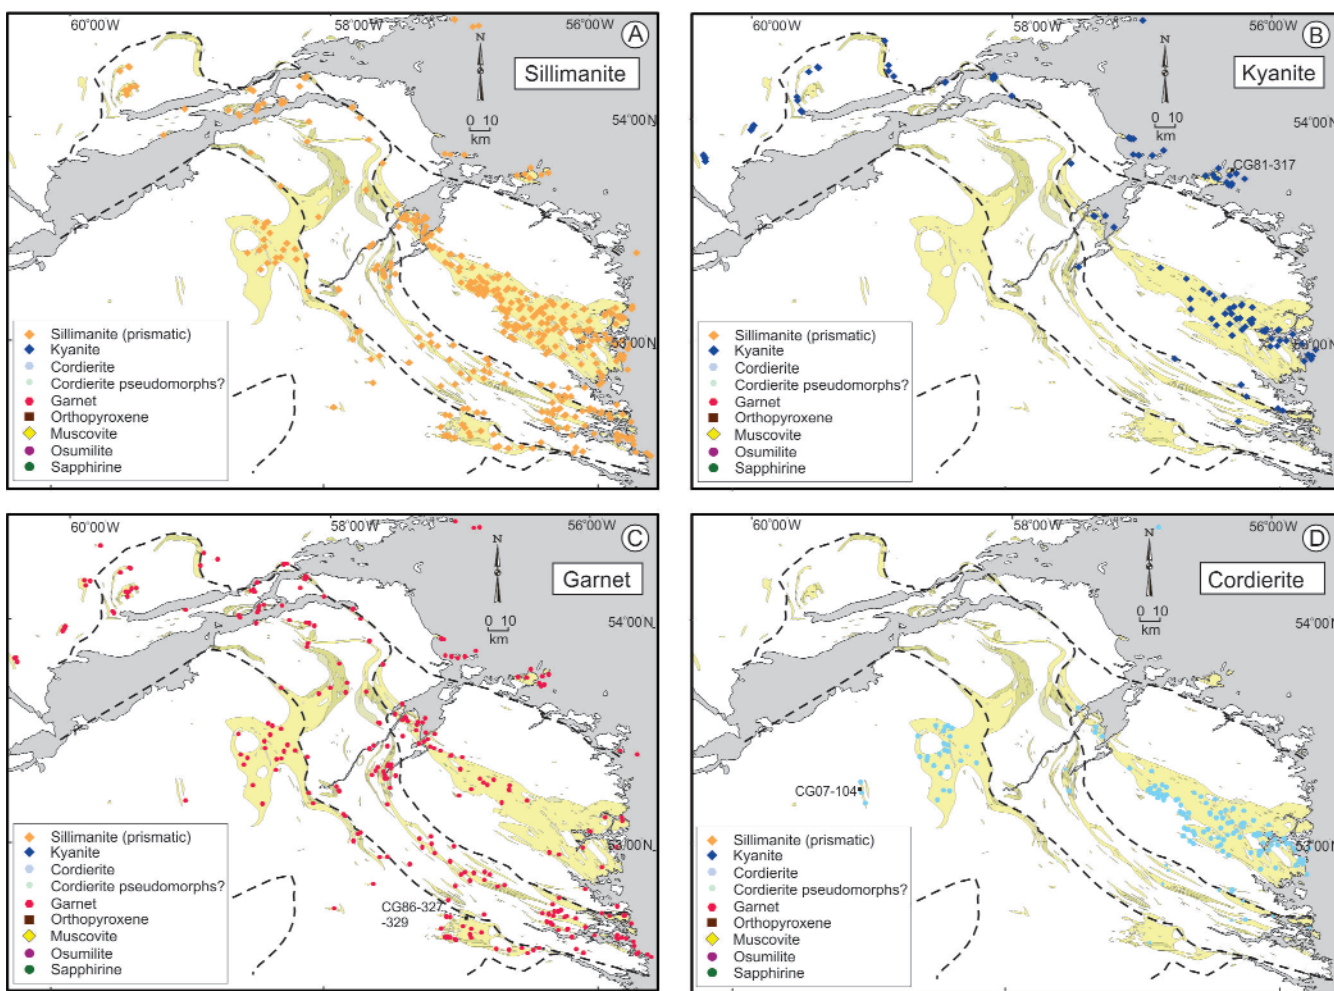 60°00'W
58°00'W
56°00'W
A
N
Sillimanite
0 10
km
54°00'N
53°00'N
Sillimanite (prismatic)
Kyanite
Cordierite
Cordierite pseudomorphs?
Garnet
Orthopyroxene
Muscovite
Osumilite
Sapphirine
60°00'W
58°00'W
56°00'W
B
N
Kyanite
0 10
km
54°00'N
CG81-317
53°00'N
Sillimanite (prismatic)
Kyanite
Cordierite
Cordierite pseudomorphs?
Garnet
Orthopyroxene
Muscovite
Osumilite
Sapphirine
60°00'W
58°00'W
56°00'W
C
N
Garnet
0 10
km
54°00'N
53°00'N
CG86-327
-329
Sillimanite (prismatic)
Kyanite
Cordierite
Cordierite pseudomorphs?
Garnet
Orthopyroxene
Muscovite
Osumilite
Sapphirine
60°00'W
58°00'W
56°00'W
D
N
Cordierite
0 10
km
54°00'N
CG07-104
53°00'N
Sillimanite (prismatic)
Kyanite
Cordierite
Cordierite pseudomorphs?
Garnet
Orthopyroxene
Muscovite
Osumilite
Sapphirine